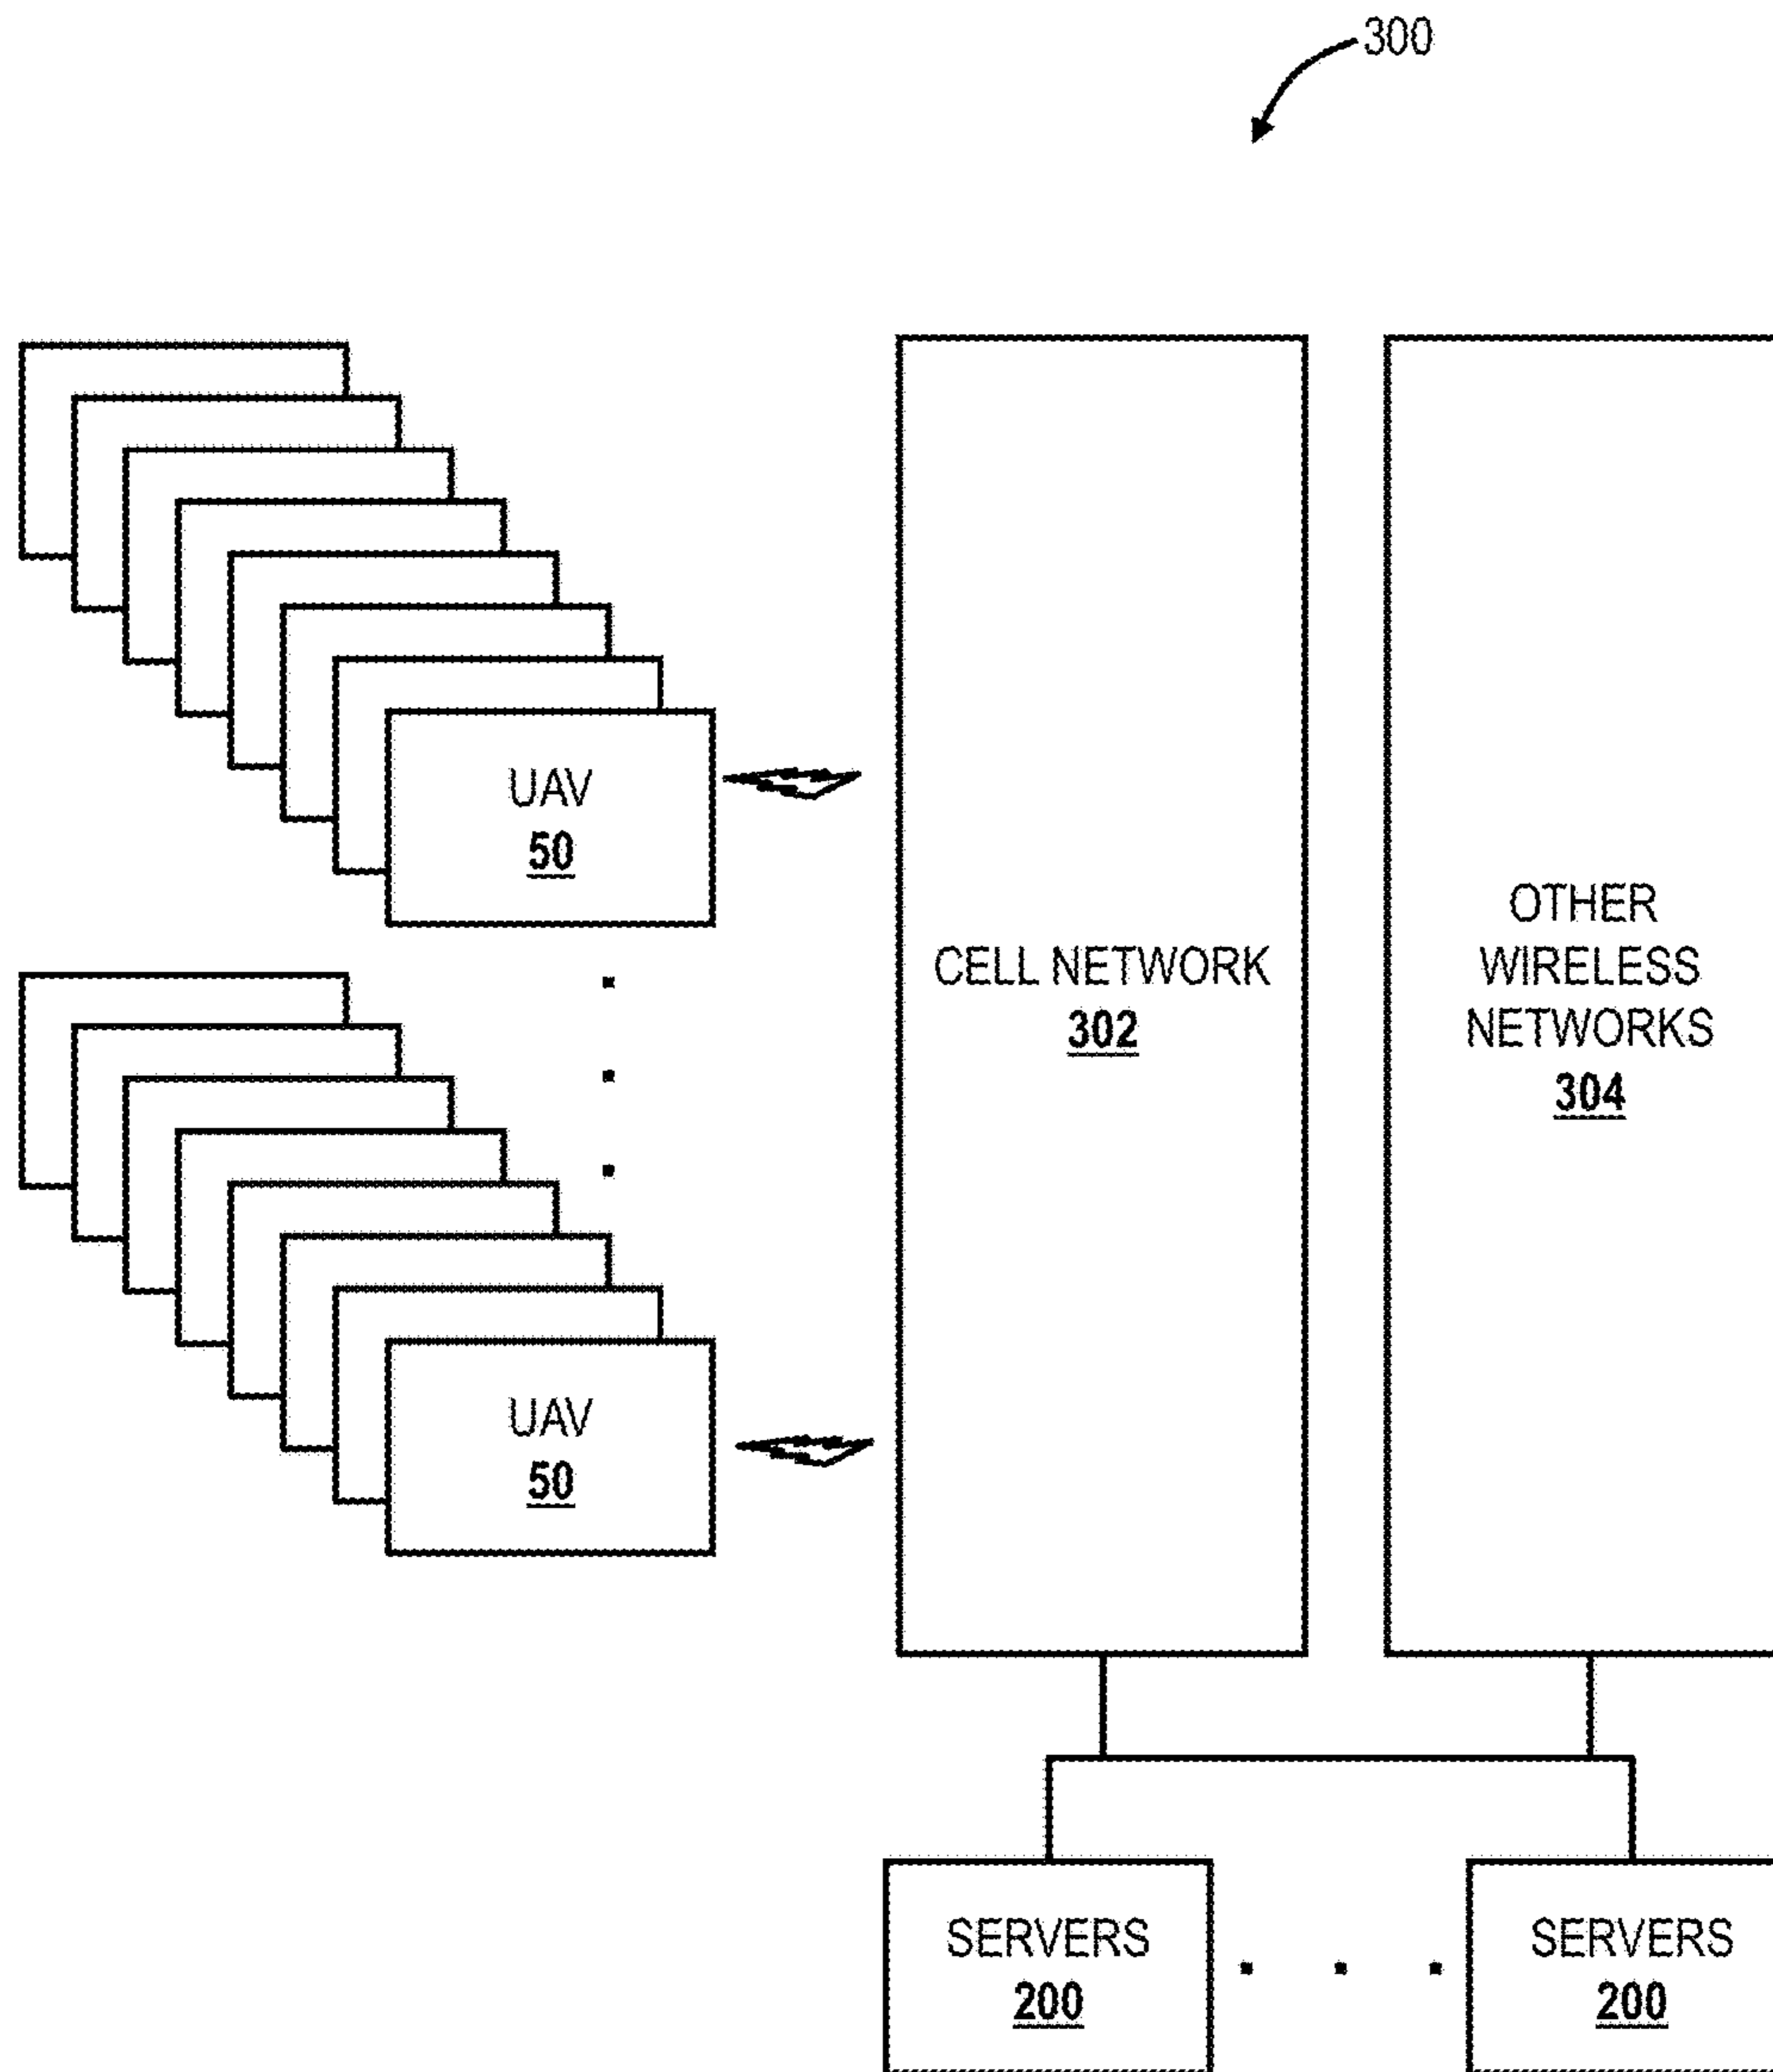 300
UAV
50
UAV
50
CELL NETWORK
302
OTHER
WIRELESS
NETWORKS
304
SERVERS
200
SERVERS
200